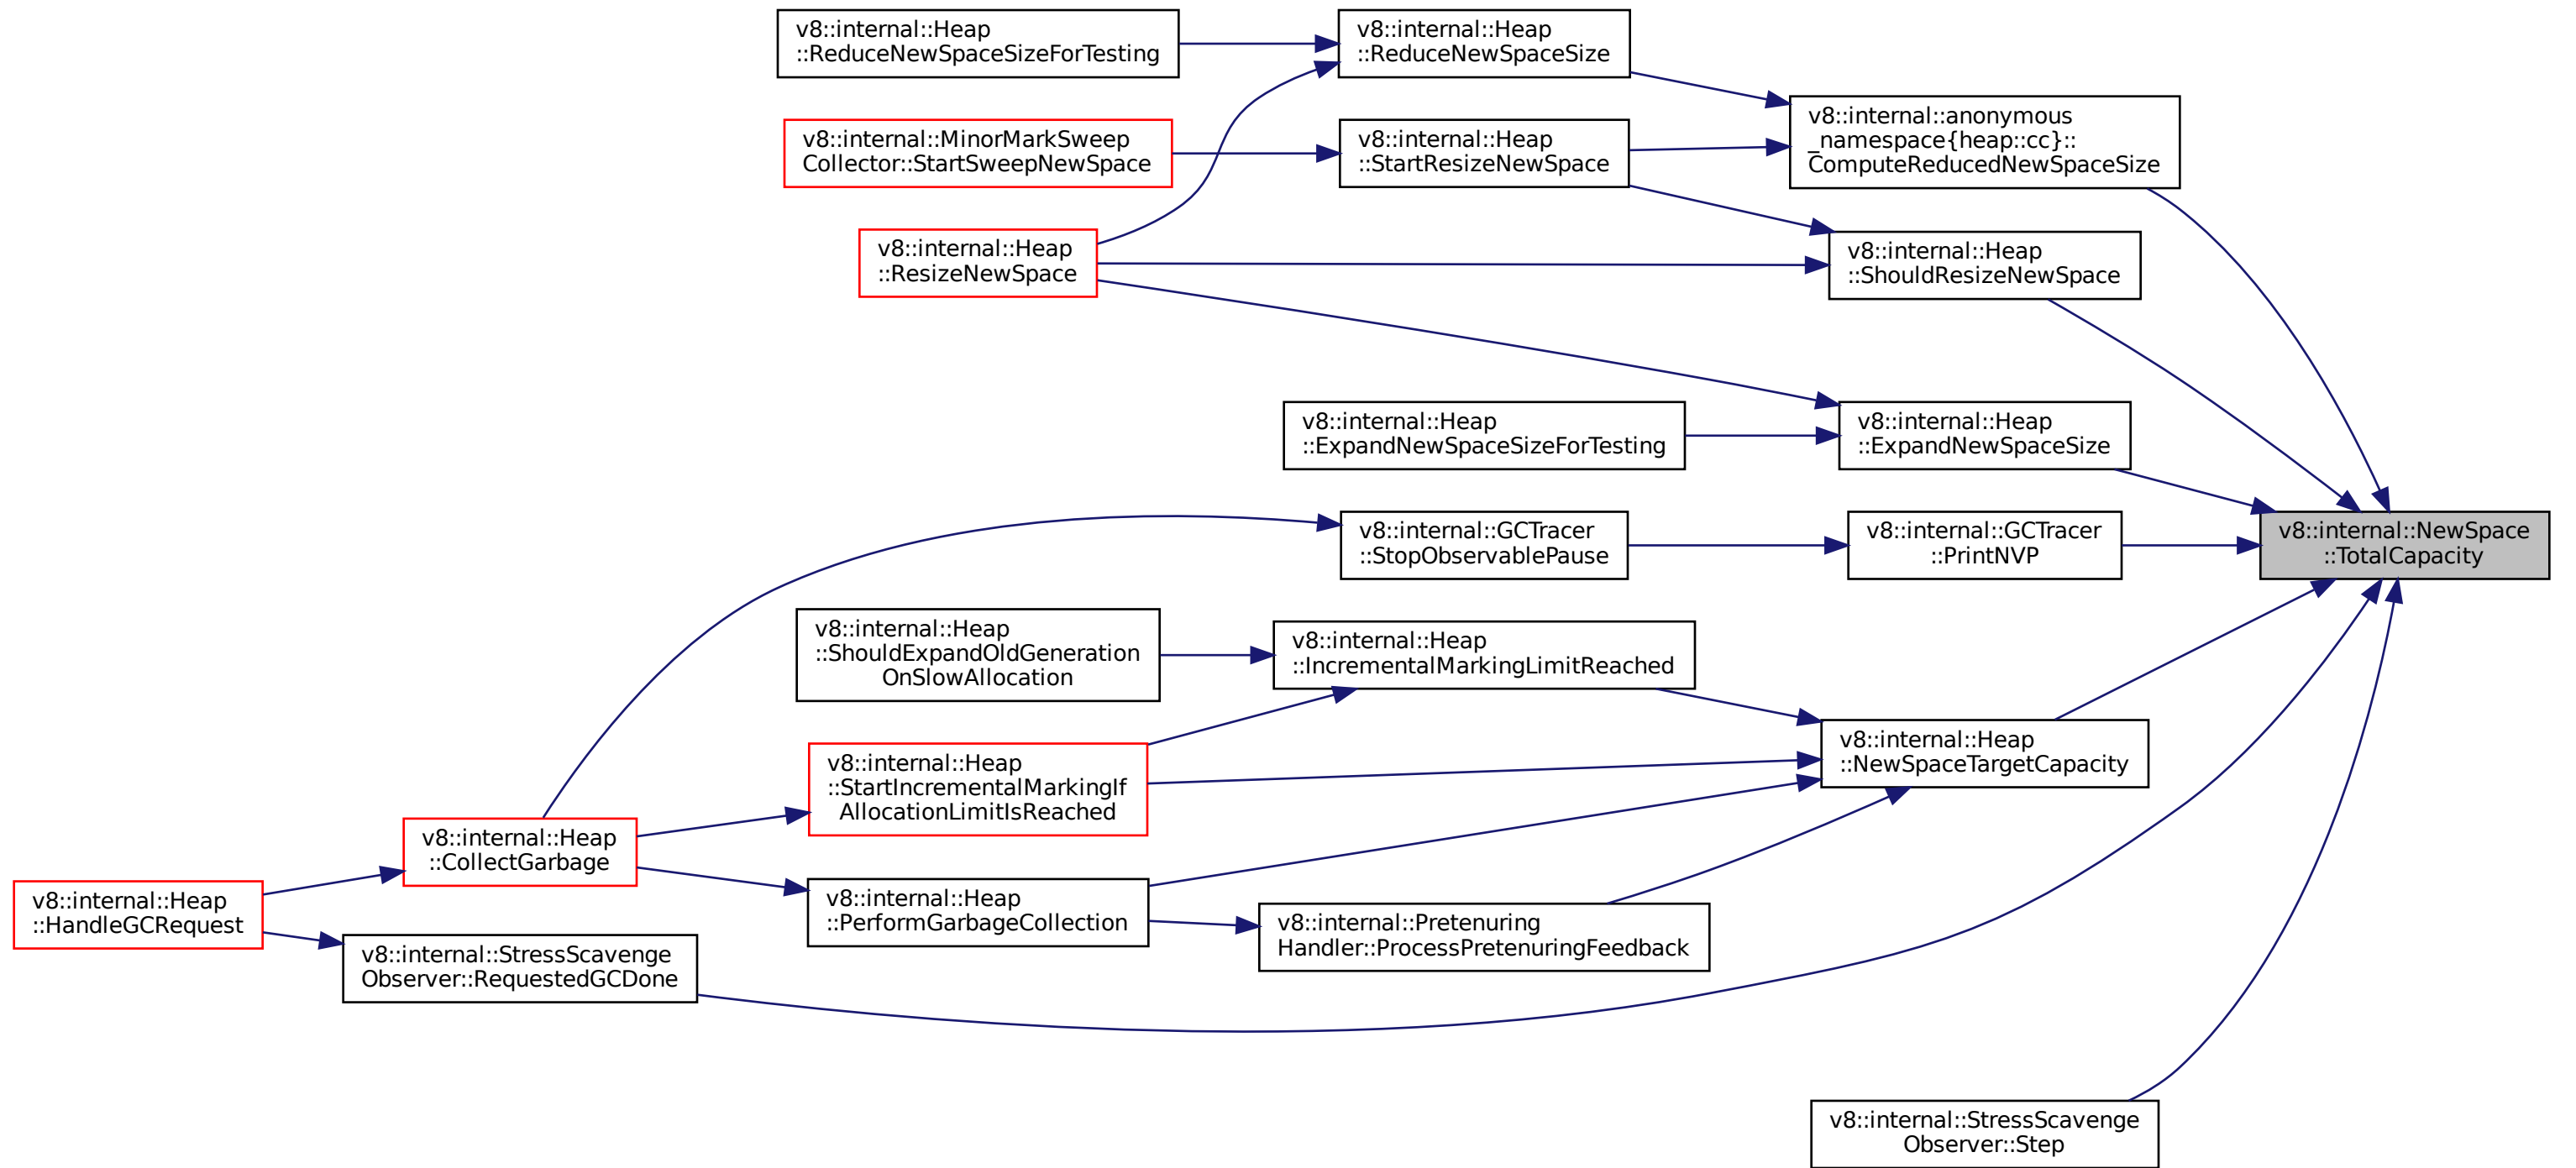 v8::internal::Heap
::ReduceNewSpaceSizeForTesting
v8::internal::Heap
::ReduceNewSpaceSize
v8::internal::anonymous
_namespace{heap::cc}::
ComputeReducedNewSpaceSize
v8::internal::MinorMarkSweep
Collector::StartSweepNewSpace
v8::internal::Heap
::StartResizeNewSpace
v8::internal::Heap
::ResizeNewSpace
v8::internal::Heap
::ShouldResizeNewSpace
v8::internal::Heap
::ExpandNewSpaceSizeForTesting
v8::internal::Heap
::ExpandNewSpaceSize
v8::internal::GCTracer
::StopObservablePause
v8::internal::GCTracer
::PrintNVP
v8::internal::NewSpace
::TotalCapacity
v8::internal::Heap
::ShouldExpandOldGeneration
OnSlowAllocation
v8::internal::Heap
::IncrementalMarkingLimitReached
v8::internal::Heap
::NewSpaceTargetCapacity
v8::internal::Heap
::StartIncrementalMarkingIf
AllocationLimitIsReached
v8::internal::Heap
::CollectGarbage
v8::internal::Heap
::HandleGCRequest
v8::internal::Heap
::PerformGarbageCollection
v8::internal::Pretenuring
Handler::ProcessPretenuringFeedback
v8::internal::StressScavenge
Observer::RequestedGCDone
v8::internal::StressScavenge
Observer::Step